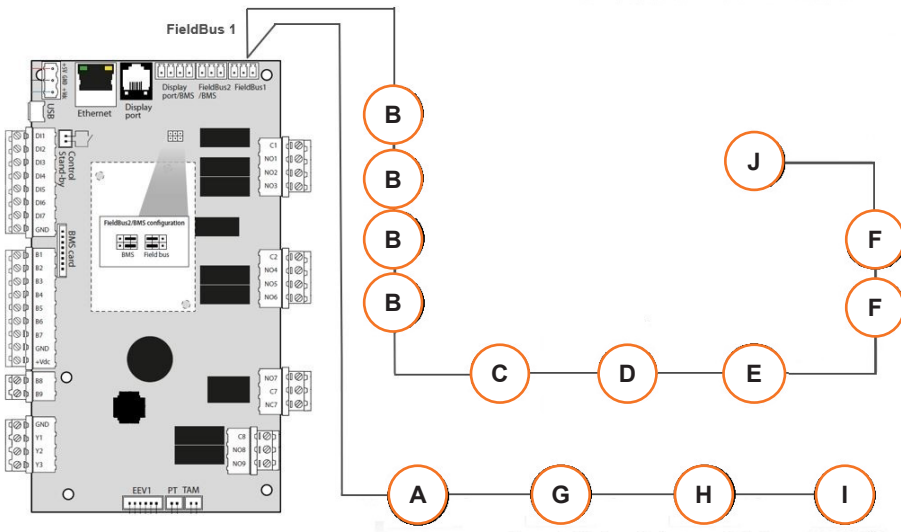 FieldBus 1
+5V GND +Vdc
USB
Ethernet
Display
port
Display
port/BMS
FieldBus2
/BMS
FieldBus1
DI1
DI2
DI3
DI4
DI5
DI6
DI7
GND
Control
Stand-by
BMS card
FieldBus2/BMS configuration
BMS
Field bus
B1
B2
B3
B4
B5
B6
B7
GND
+Vdc
B8
B9
GND
Y1
Y2
Y3
C1
NO1
NO2
NO3
C2
NO4
NO5
NO6
NO7
C7
NC7
C8
NO8
NO9
EEV1
PT
TAM
B
B
B
B
C
D
E
F
F
J
A
G
H
I